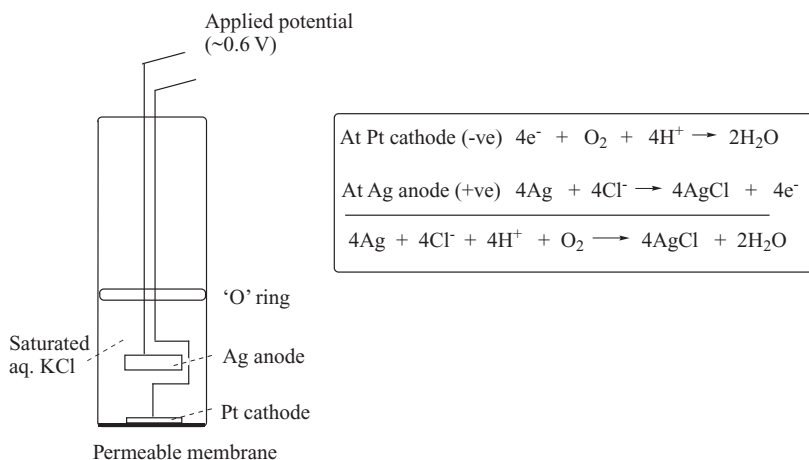 Applied potential
(~0.6 V)
At Pt cathode (-ve) 4e⁻ + O₂ + 4H⁺ → 2H₂O
At Ag anode (+ve) 4Ag + 4Cl⁻ → 4AgCl + 4e⁻
4Ag + 4Cl⁻ + 4H⁺ + O₂ → 4AgCl + 2H₂O
‘O’ ring
Saturated
aq. KCl
Ag anode
Pt cathode
Permeable membrane